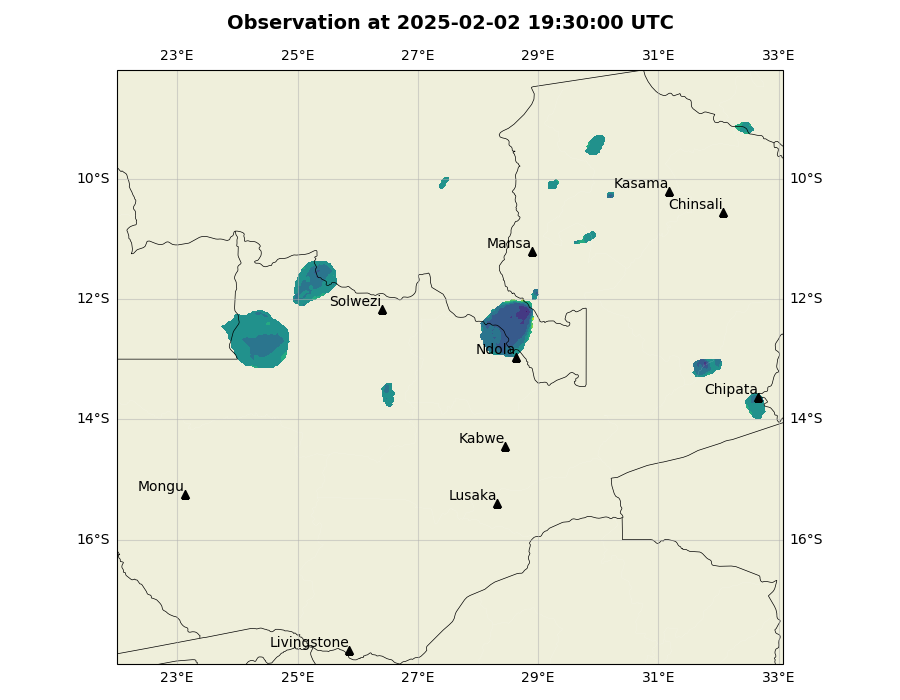 Observation at 2025-02-02 19:30:00 UTC
23°E 25°E 27°E 29°E 31°E 33°E
10°S 10°S
Kasama
Chinsali
Mansa
12°S 12°S
Solwezi
Ndola
Chipata
14°S 14°S
Kabwe
Mongu
Lusaka
16°S 16°S
Livingstone
23°E 25°E 27°E 29°E 31°E 33°E